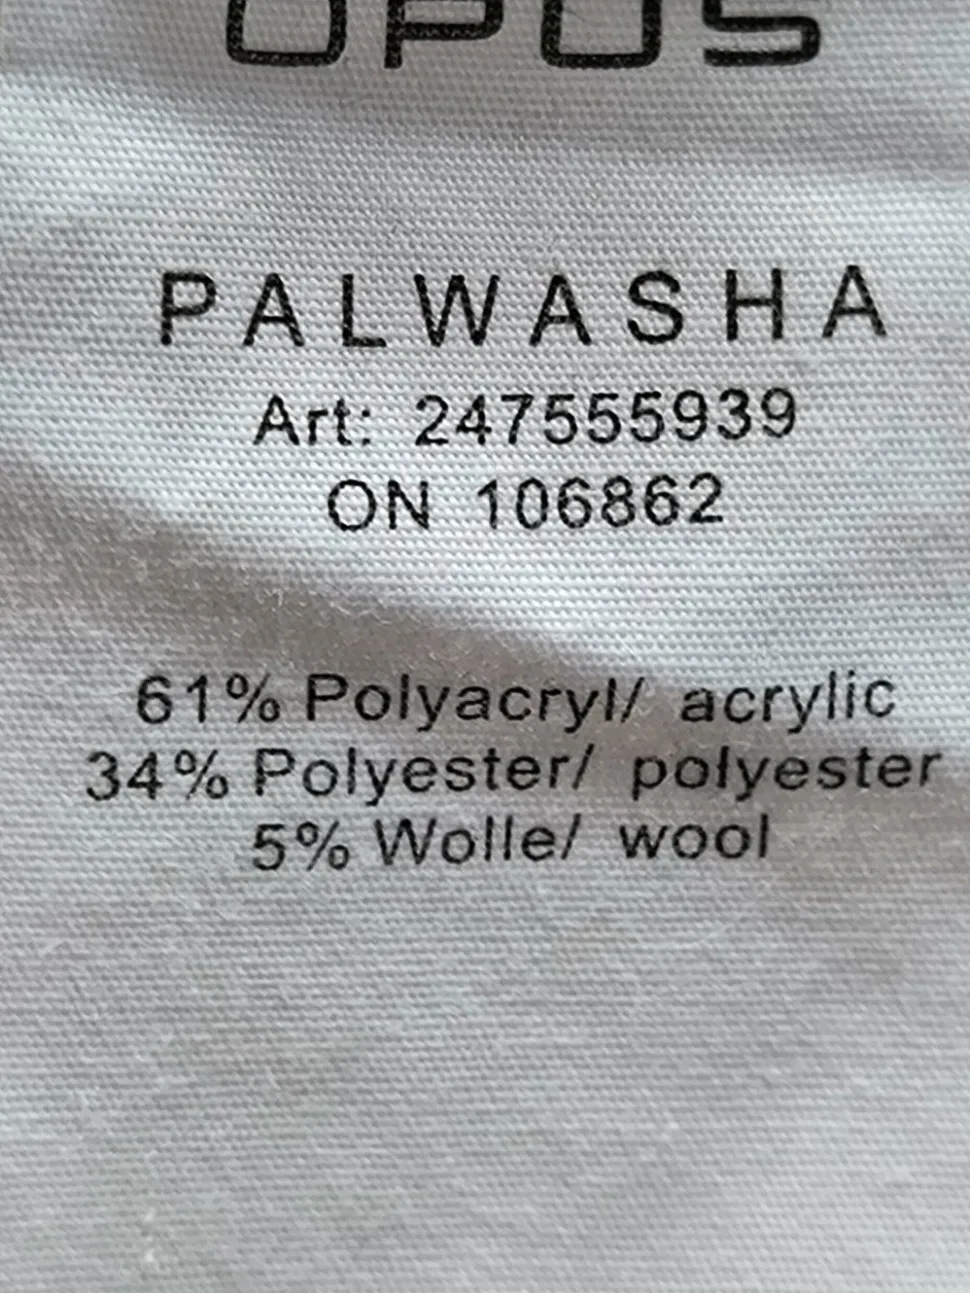 OPUS
PALWASHA
Art: 247555939
ON 106862
61% Polyacryl/ acrylic
34% Polyester/ polyester
5% Wolle/ wool